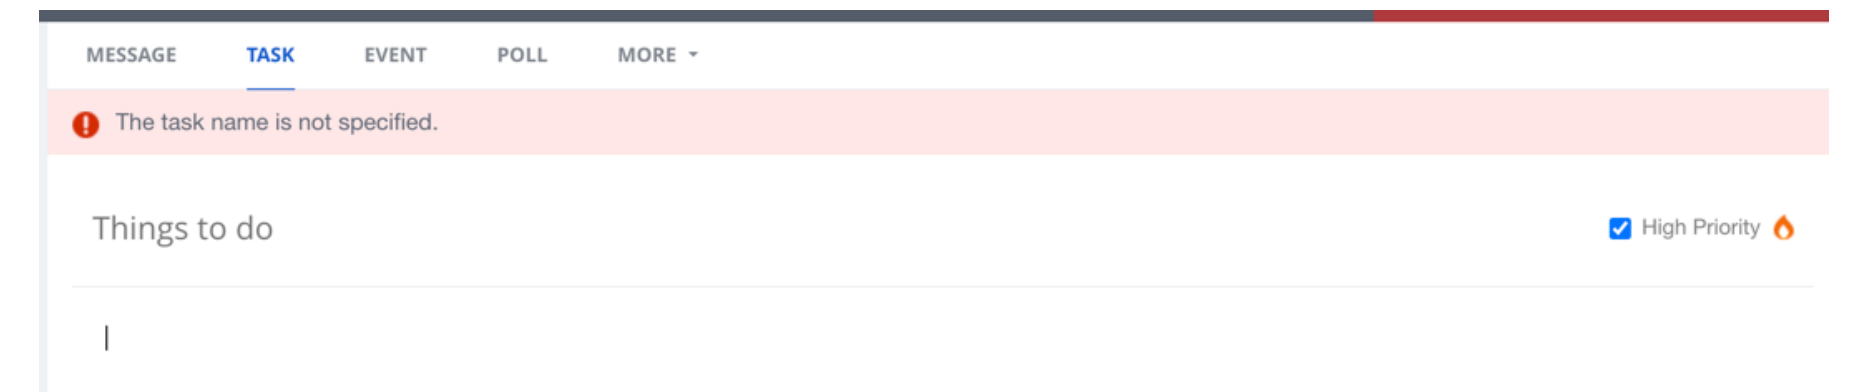 MESSAGE TASK EVENT POLL MORE
The task name is not specified.
Things to do High Priority